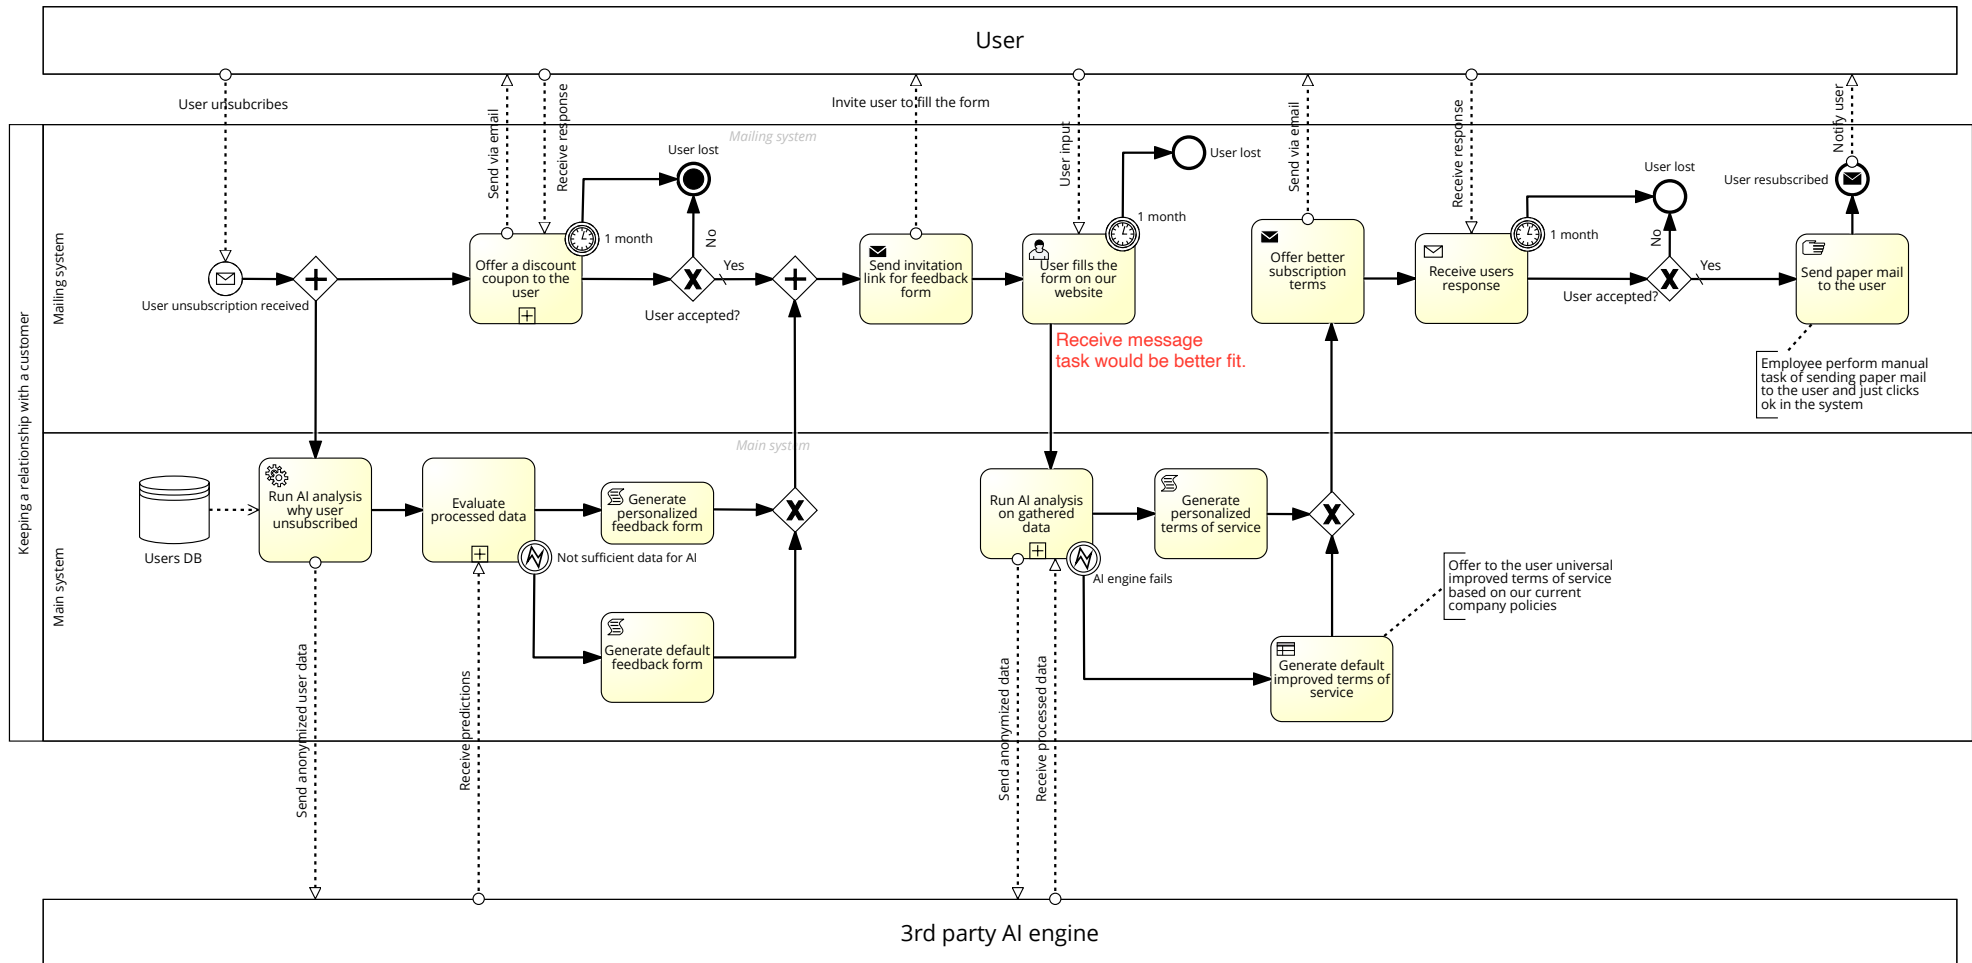 User
User unsubcribes
Send via email
Receive response
Invite user to fill the form
User input
Send via email
Receive response
Notify user
Keeping a relationship with a customer
Mailing system
Mailing system
User unsubscription received
Offer a discount
coupon to the
user
1 month
User lost
No
Yes
User accepted?
Send invitation
link for feedback
form
User fills the
form on our
website
1 month
User lost
Receive message
task would be better fit.
Offer better
subscription
terms
Receive users
response
1 month
User lost
No
Yes
User accepted?
User resubscribed
Send paper mail
to the user
Employee perform manual
task of sending paper mail
to the user and just clicks
ok in the system
Main system
Main system
Users DB
Run AI analysis
why user
unsubscribed
Evaluate
processed data
Not sufficient data for AI
Generate
personalized
feedback form
Generate default
feedback form
Run AI analysis
on gathered
data
AI engine fails
Generate
personalized
terms of service
Generate default
improved terms of
service
Offer to the user universal
improved terms of service
based on our current
company policies
Send anonymized user data
Receive predictions
Send anonymized data
Receive processed data
3rd party AI engine